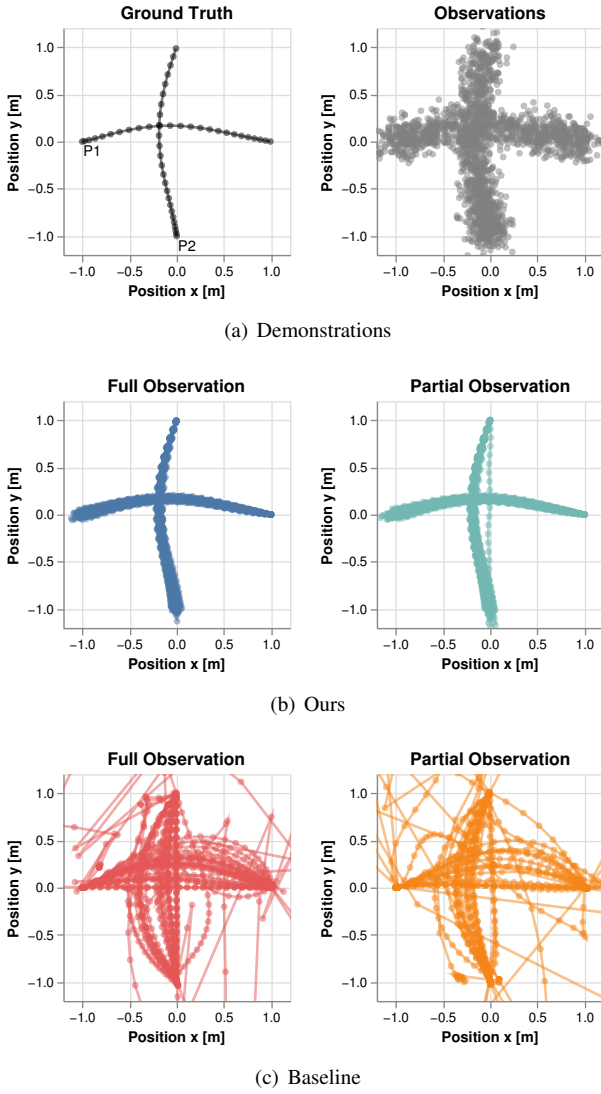 Ground Truth
Observations
Position y [m]
1.0
0.5
0.0
−0.5
−1.0
P1
P2
−1.0 −0.5 0.0 0.5 1.0
Position x [m]
Position y [m]
1.0
0.5
0.0
−0.5
−1.0
−1.0 −0.5 0.0 0.5 1.0
Position x [m]
(a) Demonstrations
Full Observation
Partial Observation
Position y [m]
1.0
0.5
0.0
−0.5
−1.0
−1.0 −0.5 0.0 0.5 1.0
Position x [m]
Position y [m]
1.0
0.5
0.0
−0.5
−1.0
−1.0 −0.5 0.0 0.5 1.0
Position x [m]
(b) Ours
Full Observation
Partial Observation
Position y [m]
1.0
0.5
0.0
−0.5
−1.0
−1.0 −0.5 0.0 0.5 1.0
Position x [m]
Position y [m]
1.0
0.5
0.0
−0.5
−1.0
−1.0 −0.5 0.0 0.5 1.0
Position x [m]
(c) Baseline